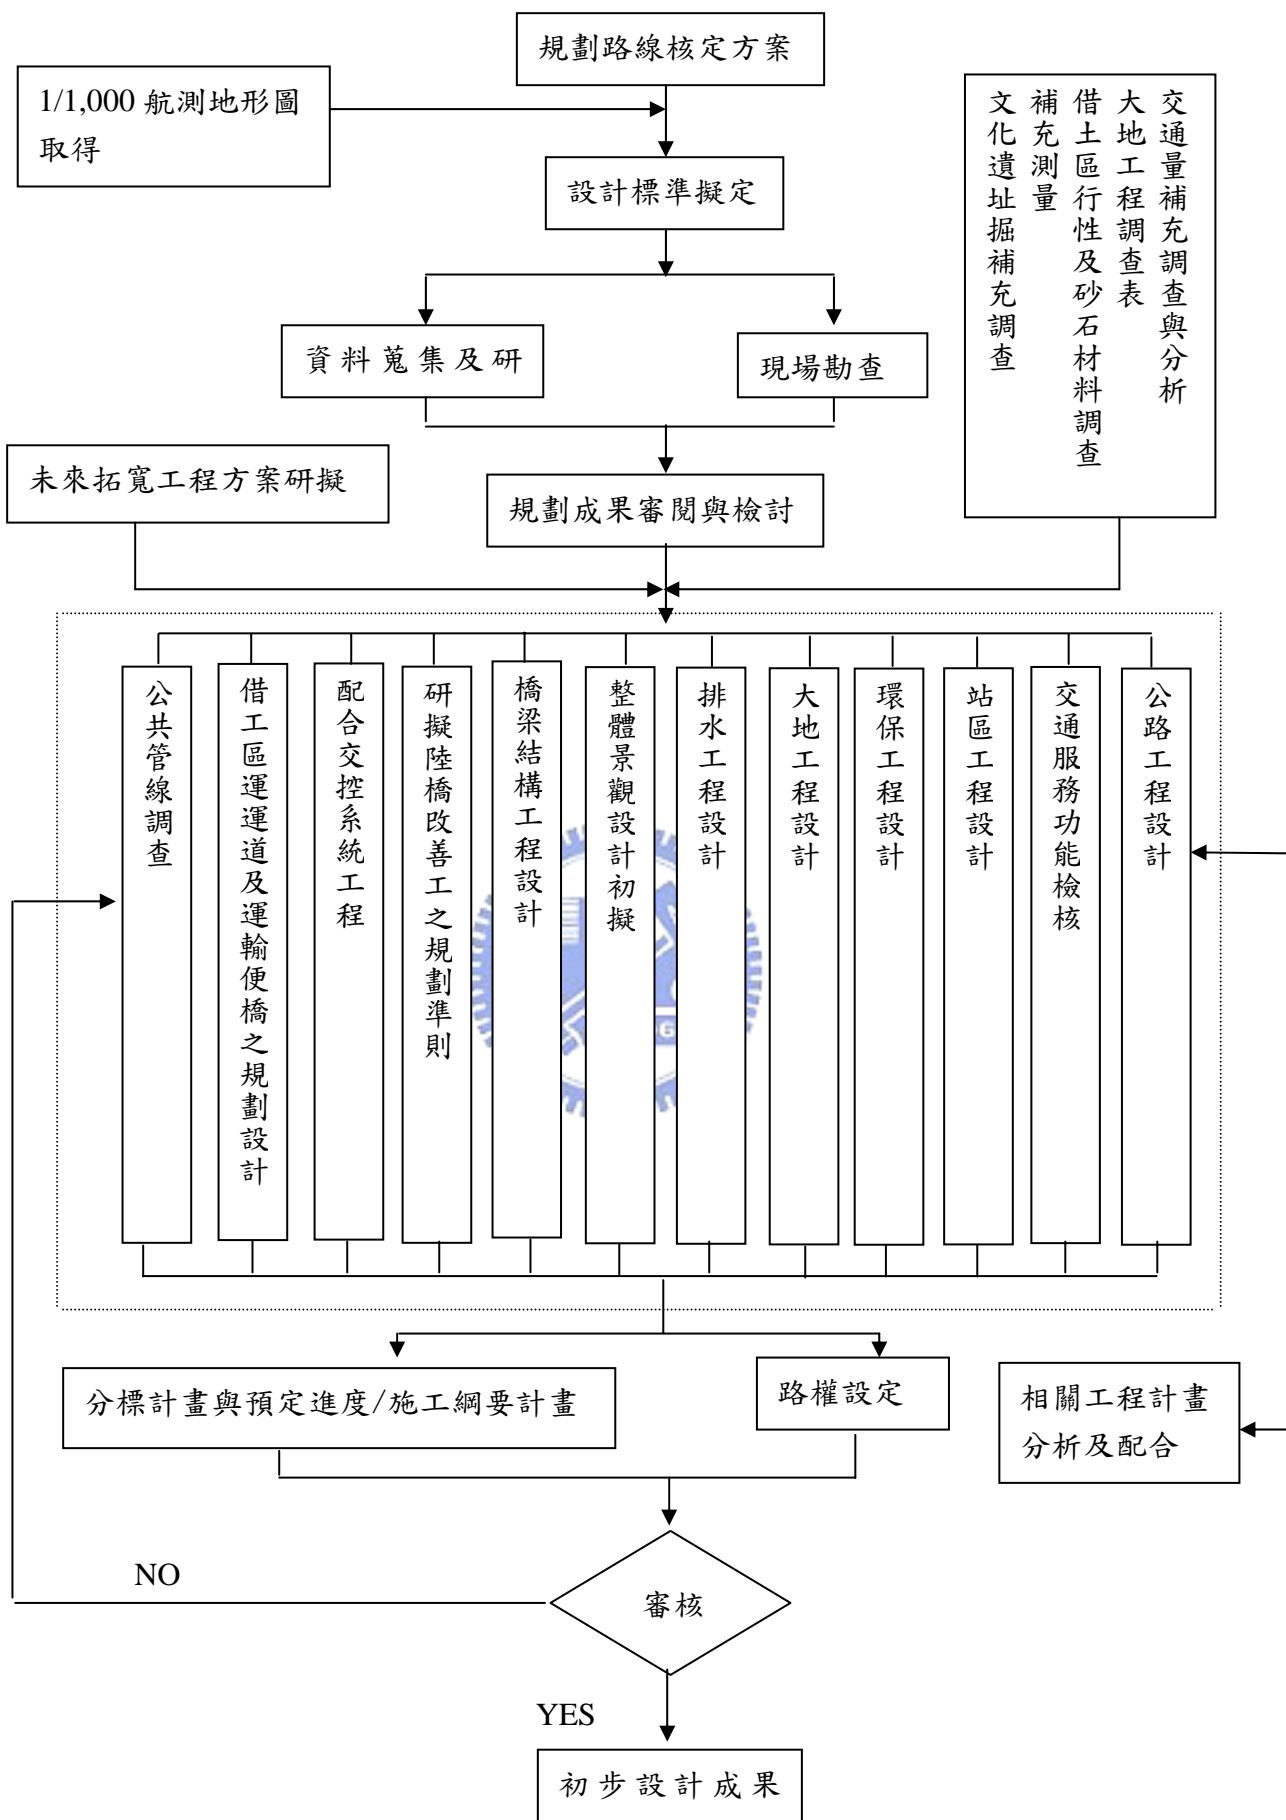 規劃路線核定方案
1/1,000 航測地形圖
取得
設計標準擬定
交通量補充調查與分析
大地工程調查表
借土區行性及砂石材料調查
補充測量
文化遺址掘補充調查
資料蒐集及研
現場勘查
未來拓寬工程方案研擬
規劃成果審閱與檢討
公共管線調查
借工區運運道及運輸便橋之規劃設計
配合交控系統工程
研擬陸橋改善工之規劃準則
橋梁結構工程設計
整體景觀設計初擬
排水工程設計
大地工程設計
環保工程設計
站區工程設計
交通服務功能檢核
公路工程設計
分標計畫與預定進度/施工綱要計畫
路權設定
相關工程計畫
分析及配合
NO
審核
YES
初步設計成果